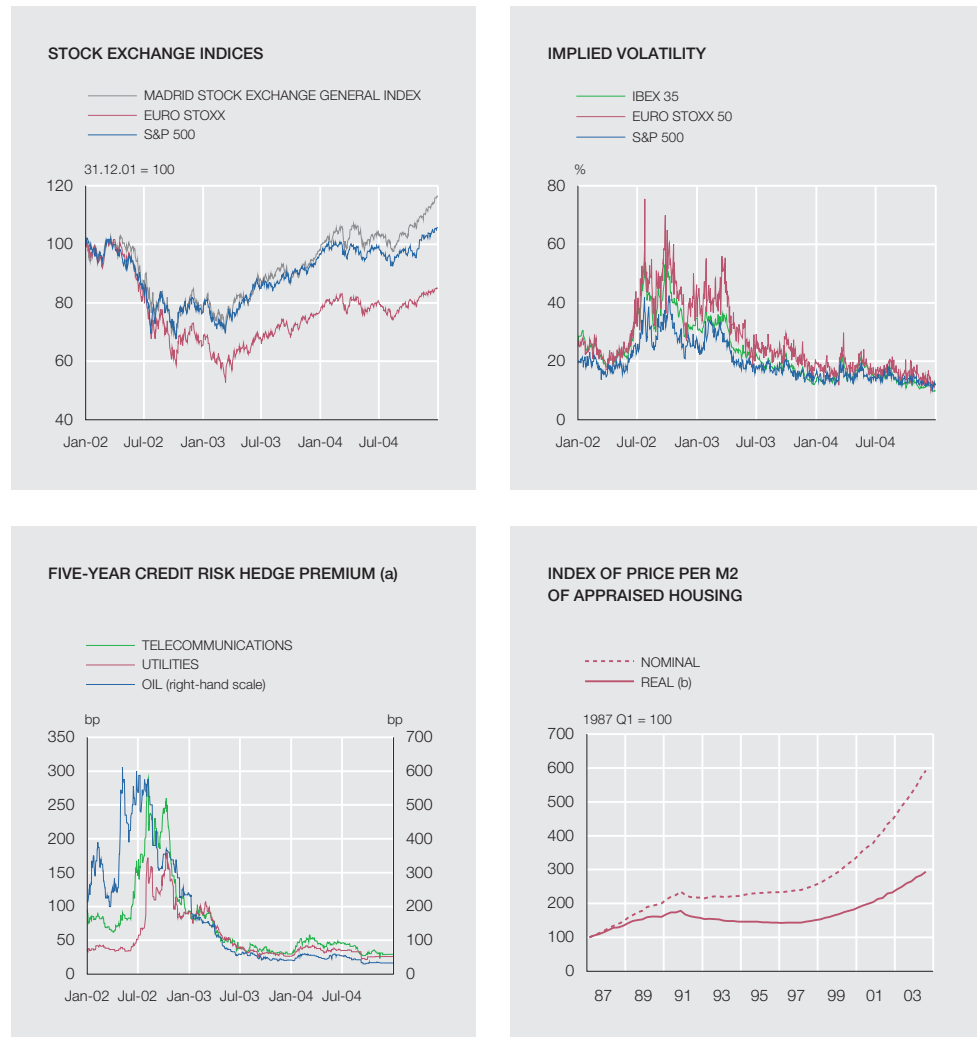 STOCK EXCHANGE INDICES
MADRID STOCK EXCHANGE GENERAL INDEX
EURO STOXX
S&P 500
31.12.01 = 100
120
100
80
60
40
Jan-02 Jul-02 Jan-03 Jul-03 Jan-04 Jul-04
IMPLIED VOLATILITY
IBEX 35
EURO STOXX 50
S&P 500
%
80
60
40
20
0
Jan-02 Jul-02 Jan-03 Jul-03 Jan-04 Jul-04
FIVE-YEAR CREDIT RISK HEDGE PREMIUM (a)
TELECOMMUNICATIONS
UTILITIES
OIL (right-hand scale)
bp bp
350 700
300 600
250 500
200 400
150 300
100 200
50 100
0 0
Jan-02 Jul-02 Jan-03 Jul-03 Jan-04 Jul-04
INDEX OF PRICE PER M2
OF APPRAISED HOUSING
NOMINAL
REAL (b)
1987 Q1 = 100
700
600
500
400
300
200
100
0
87 89 91 93 95 97 99 01 03